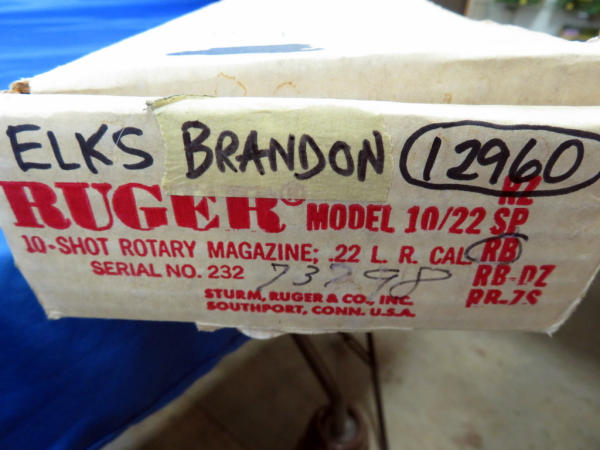 ELKS BRANDON 12960
RUGER® MODEL 10/22
10-SHOT ROTARY MAGAZINE; .22 L. R. CAL.
SERIAL NO. 232
STURM, RUGER & CO., INC.
SOUTHPORT, CONN. U.S.A.
RZ
SP
RB
RB-DZ